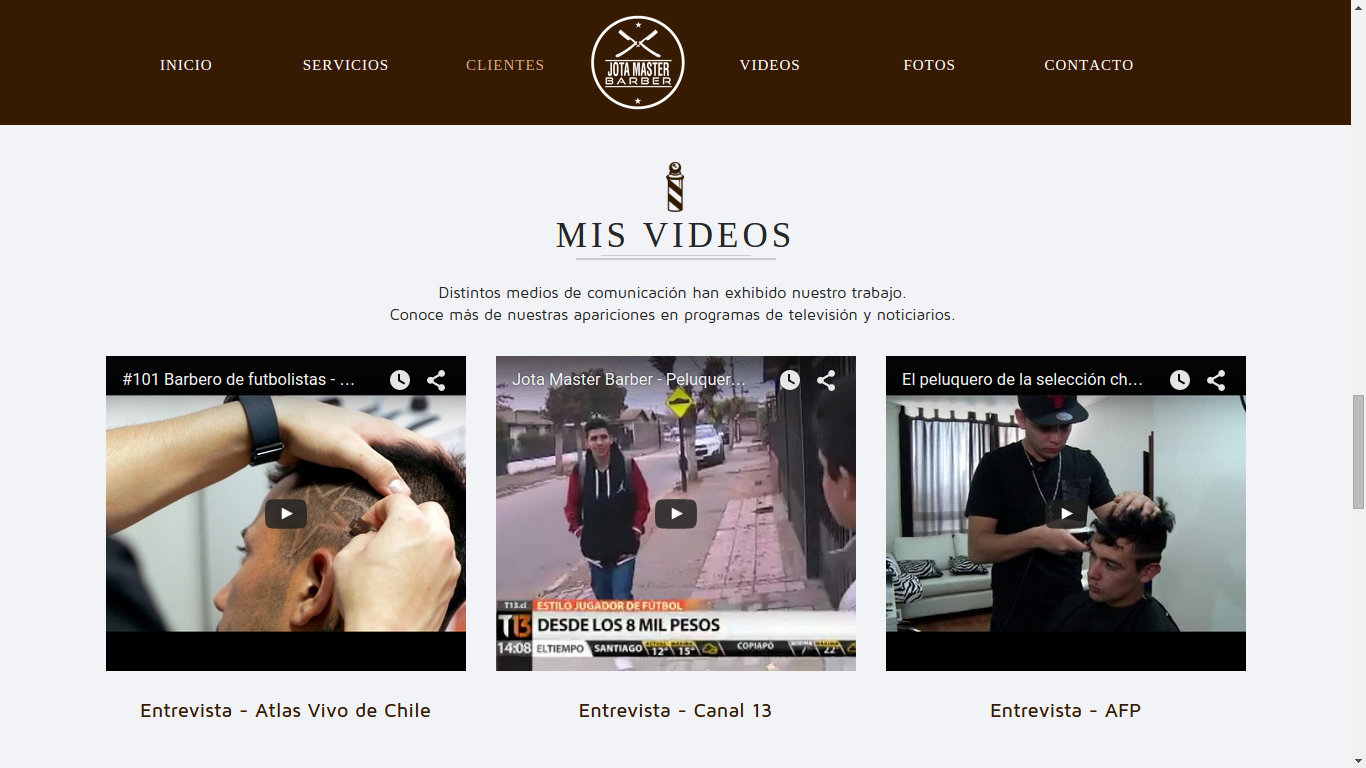 INICIO
SERVICIOS
CLIENTES
JOTA MASTER
BARBER
VIDEOS
FOTOS
CONTACTO
MIS VIDEOS
Distintos medios de comunicación han exhibido nuestro trabajo.
Conoce más de nuestras apariciones en programas de televisión y noticiarios.
#101 Barbero de futbolistas - ...
Jota Master Barber - Peluquer...
El peluquero de la selección ch...
T13.cl
ESTILO JUGADOR DE FÚTBOL
T13
DESDE LOS 8 MIL PESOS
14:08
ELTIEMPO
SANTIAGO
12° 15°
COPIAPÓ
7° 22°
Entrevista - Atlas Vivo de Chile
Entrevista - Canal 13
Entrevista - AFP